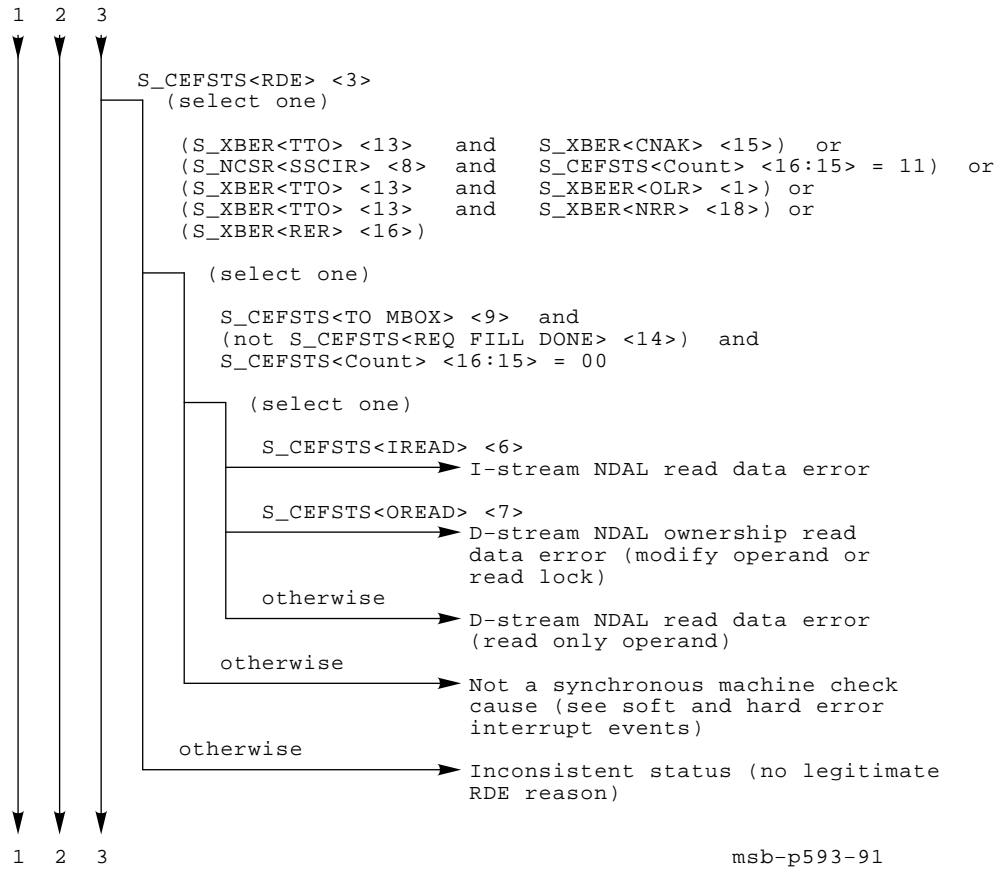 1 2 3
S_CEFSTS<RDE> <3>
(select one)
(S_XBER<TTO> <13> and S_XBER<CNAK> <15>) or
(S_NCSR<SSCIR> <8> and S_CEFSTS<Count> <16:15> = 11) or
(S_XBER<TTO> <13> and S_XBEER<OLR> <1>) or
(S_XBER<TTO> <13> and S_XBER<NRR> <18>) or
(S_XBER<RER> <16>)
(select one)
S_CEFSTS<TO MBOX> <9> and
(not S_CEFSTS<REQ FILL DONE> <14>) and
S_CEFSTS<Count> <16:15> = 00
(select one)
S_CEFSTS<IREAD> <6>
I-stream NDAL read data error
S_CEFSTS<OREAD> <7>
D-stream NDAL ownership read
data error (modify operand or
read lock)
otherwise
D-stream NDAL read data error
(read only operand)
otherwise
Not a synchronous machine check
cause (see soft and hard error
interrupt events)
otherwise
Inconsistent status (no legitimate
RDE reason)
1 2 3
msb-p593-91